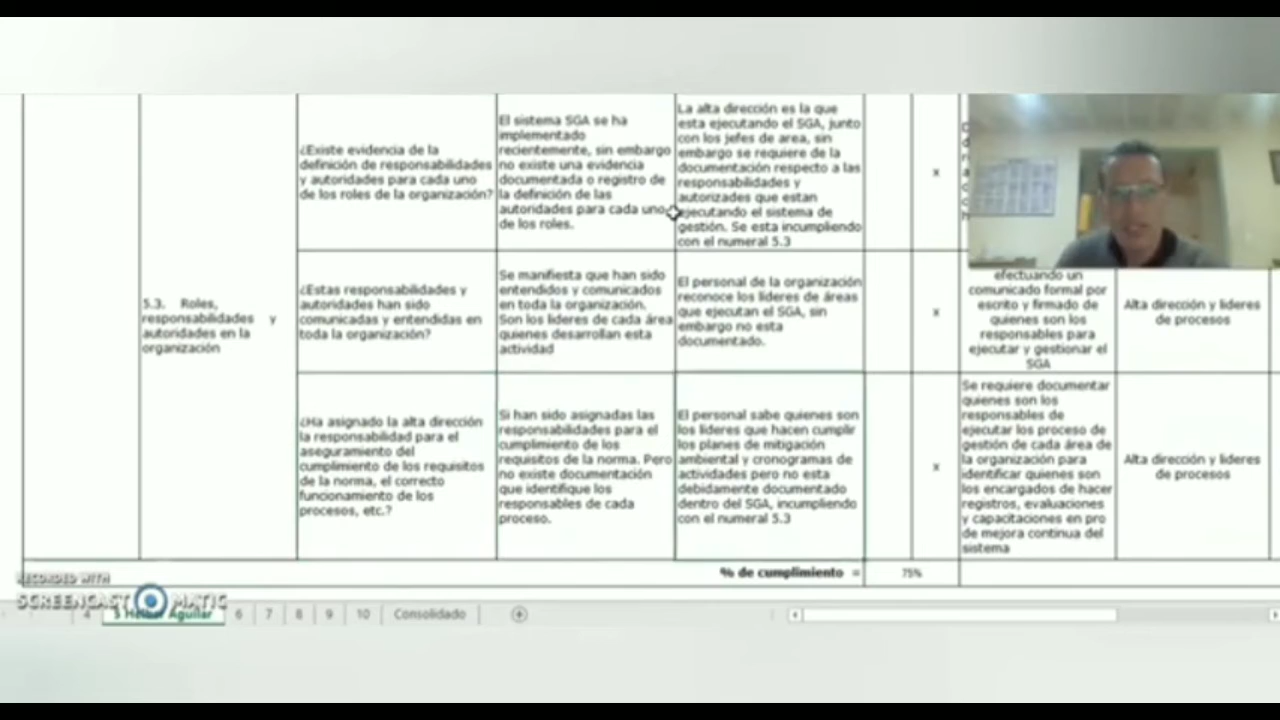 ¿Existe evidencia de la
definición de responsabilidades
y autoridades para cada uno
de los roles de la organización?
El sistema SGA se ha
implementado
recientemente, sin embargo
no existe una evidencia
documentada o registro de
la definición de las
autoridades para cada uno
de los roles.
La alta dirección es la que
esta ejecutando el SGA, junto
con los jefes de area, sin
embargo se requiere de la
documentación respecto a las
responsabilidades y
autorizades que estan
ejecutando el sistema de
gestión. Se esta incumpliendo
con el numeral 5.3
x
5.3. Roles,
responsabilidades y
autoridades en la
organización
¿Estas responsabilidades y
autoridades han sido
comunicadas y entendidas en
toda la organización?
Se manifiesta que han sido
entendidos y comunicados
en toda la organización.
Son los lideres de cada área
quienes desarrollan esta
actividad
El personal de la organización
reconoce los líderes de áreas
que ejecutan el SGA, sin
embargo no esta
documentado.
x
efectuando un
comunicado formal por
escrito y firmado de
quienes son los
responsables para
ejecutar y gestionar el
SGA
Alta dirección y lideres
de procesos
¿Ha asignado la alta dirección
la responsabilidad para el
aseguramiento del
cumplimiento de los requisitos
de la norma, el correcto
funcionamiento de los
procesos, etc.?
Si han sido asignadas las
responsabilidades para el
cumplimiento de los
requisitos de la norma. Pero
no existe documentación
que identifique los
responsables de cada
proceso.
El personal sabe quienes son
los líderes que hacen cumplir
los planes de mitigación
ambiental y cronogramas de
actividades pero no esta
debidamente documentado
dentro del SGA, incumpliendo
con el numeral 5.3
x
Se requiere documentar
quienes son los
responsables de
ejecutar los proceso de
gestión de cada área de
la organización para
identificar quienes son
los encargados de hacer
registros, evaluaciones
y capacitaciones en pro
de mejora continua del
sistema
Alta dirección y lideres
de procesos
% de cumplimiento = 75%
RECORDED WITH
SCREENCAST MATIC
4 5 Aguilar 6 7 8 9 10 Consolidado